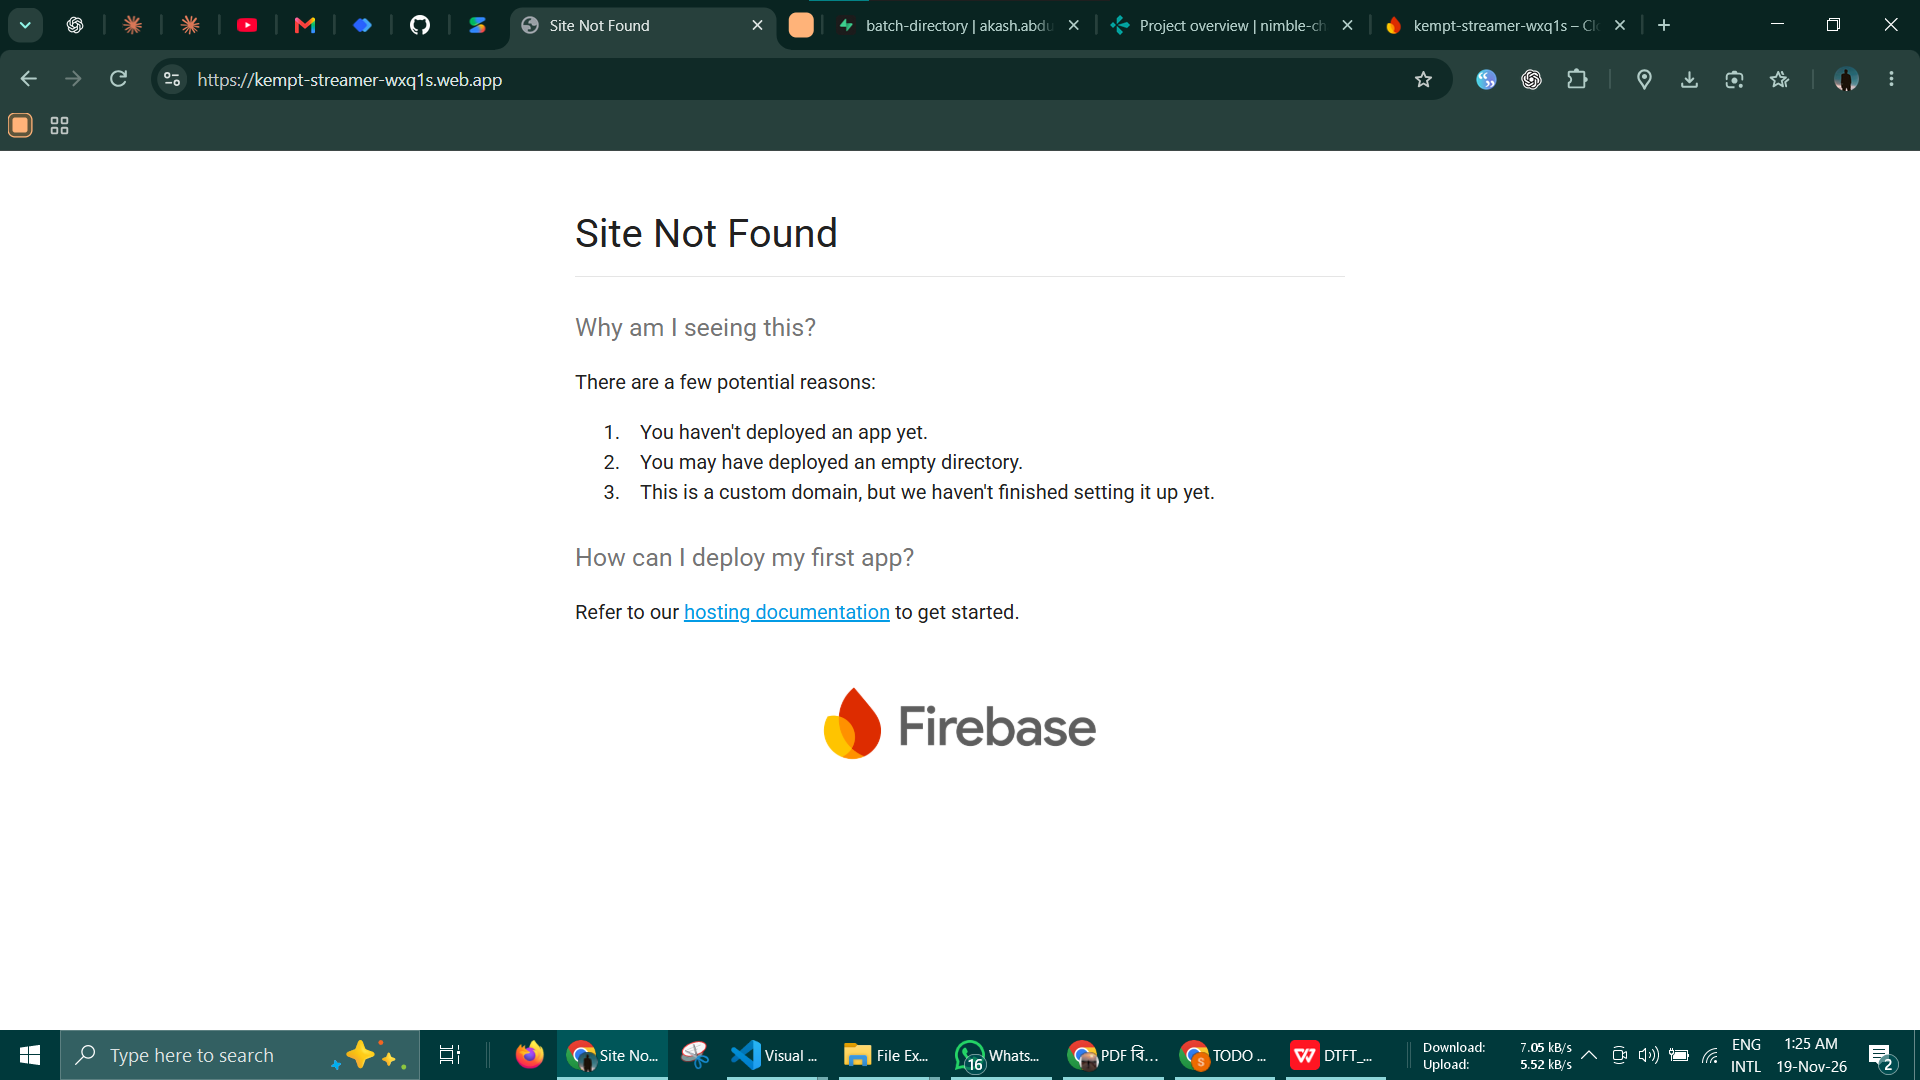 Site Not Found
batch-directory | akash.abdu
Project overview | nimble-ch
kempt-streamer-wxq1s – Clo
https://kempt-streamer-wxq1s.web.app
Site Not Found
Why am I seeing this?
There are a few potential reasons:
1. You haven't deployed an app yet.
2. You may have deployed an empty directory.
3. This is a custom domain, but we haven't finished setting it up yet.
How can I deploy my first app?
Refer to our hosting documentation to get started.
Firebase
Type here to search
Site No...
Visual ...
File Ex...
16
Whats...
PDF বি...
S
TODO ...
W
DTFT_...
Download: 7.05 kB/s
Upload: 5.52 kB/s
ENG
INTL
1:25 AM
19-Nov-26
2